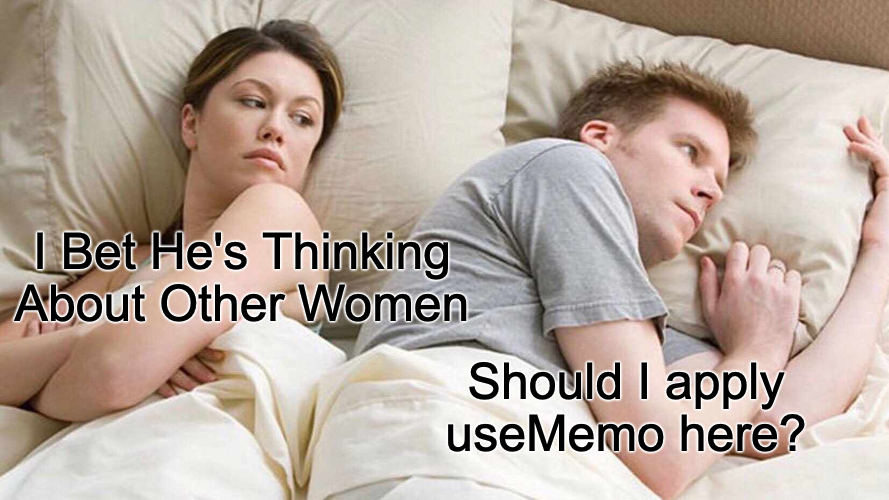 I Bet He's Thinking
About Other Women
Should I apply
useMemo here?